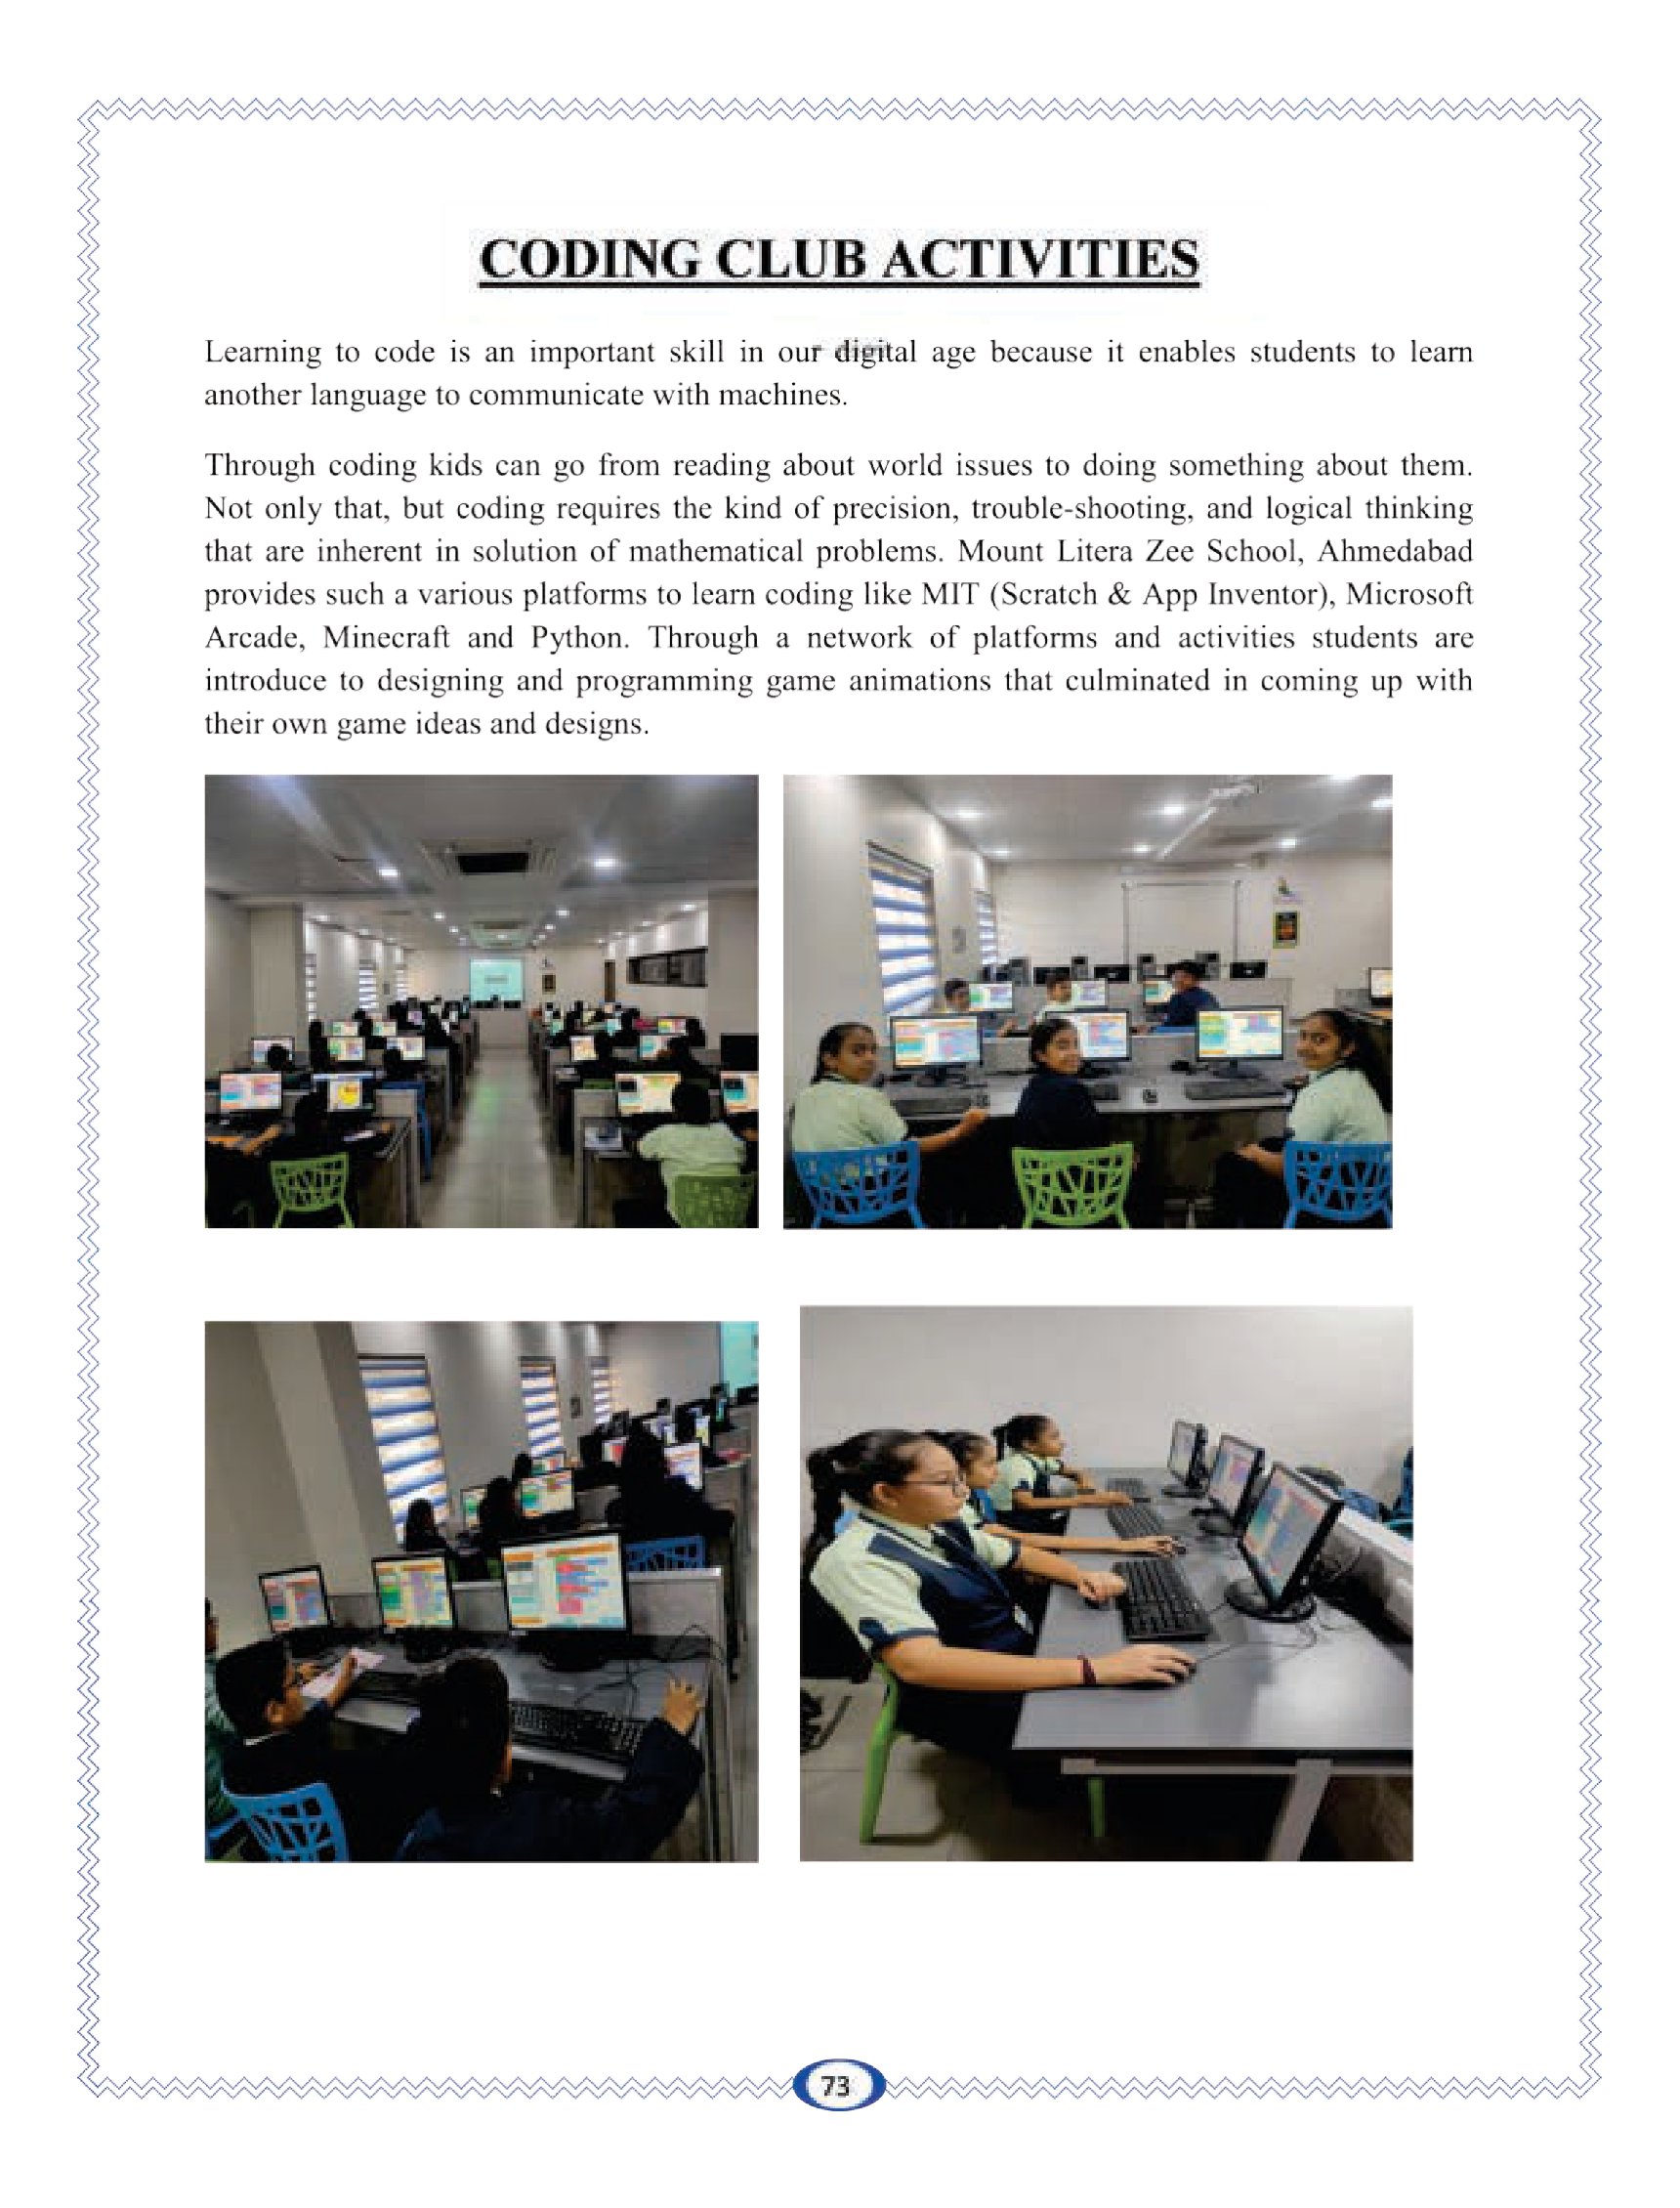 CODING CLUB ACTIVITIES
Learning to code is an important skill in our digital age because it enables students to learn
another language to communicate with machines.
Through coding kids can go from reading about world issues to doing something about them.
Not only that, but coding requires the kind of precision, trouble-shooting, and logical thinking
that are inherent in solution of mathematical problems. Mount Litera Zee School, Ahmedabad
provides such a various platforms to learn coding like MIT (Scratch & App Inventor), Microsoft
Arcade, Minecraft and Python. Through a network of platforms and activities students are
introduce to designing and programming game animations that culminated in coming up with
their own game ideas and designs.
73